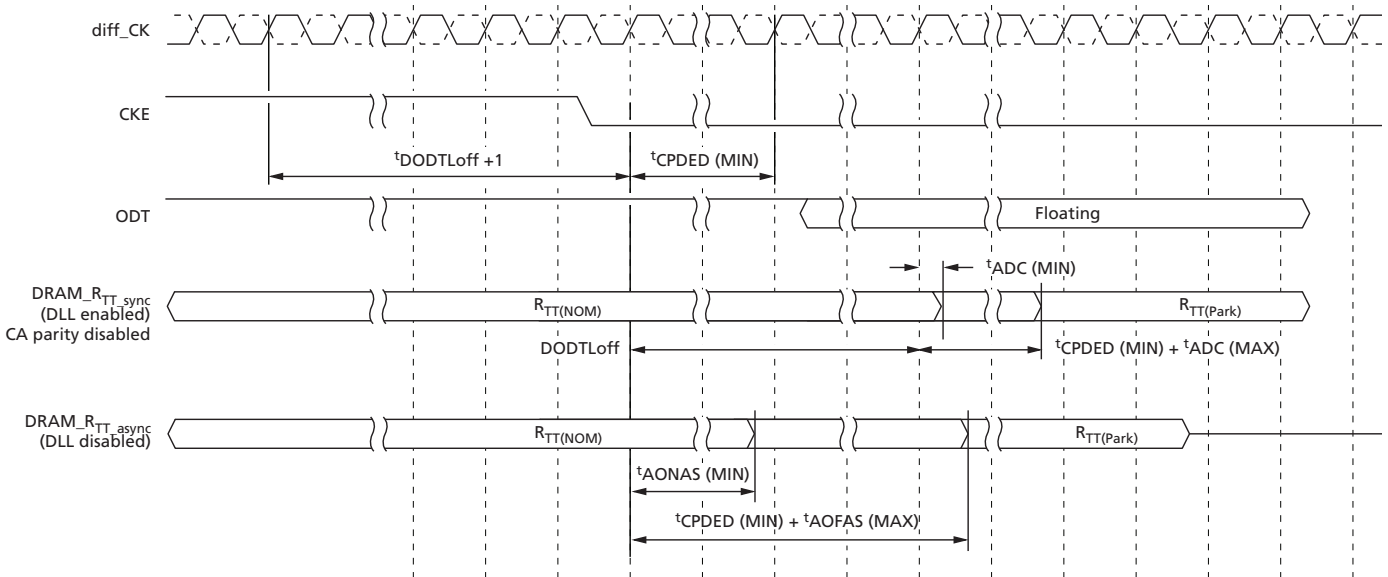 diff_CK
CKE
tDODTLoff +1
tCPDED (MIN)
ODT
Floating
tADC (MIN)
DRAM_RTT_sync
(DLL enabled)
CA parity disabled
RTT(NOM)
RTT(Park)
DODTLoff
tCPDED (MIN) + tADC (MAX)
DRAM_RTT_async
(DLL disabled)
RTT(NOM)
RTT(Park)
tAONAS (MIN)
tCPDED (MIN) + tAOFAS (MAX)